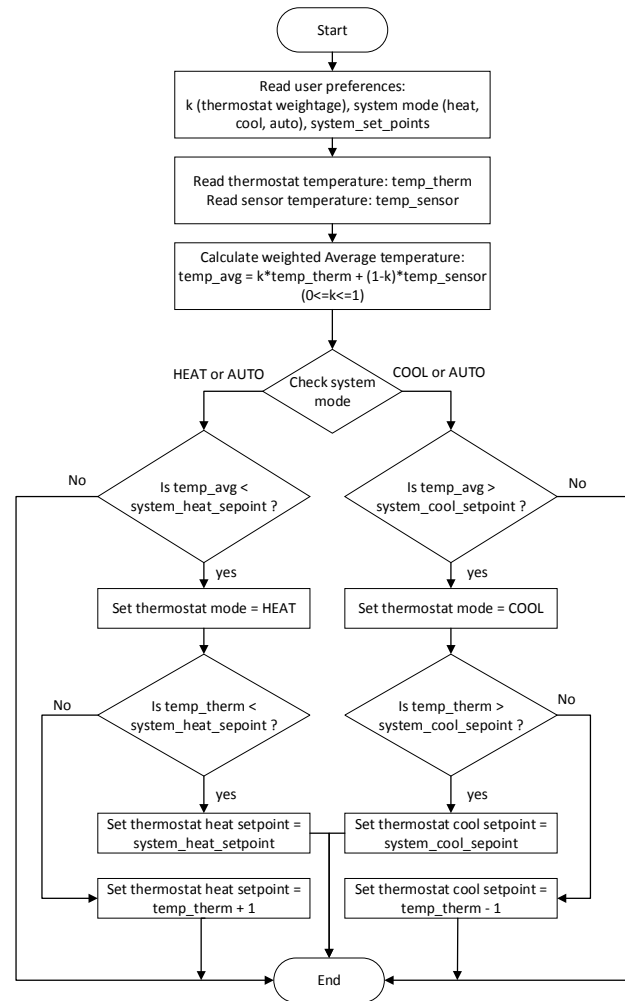 Start
Read user preferences:
k (thermostat weightage), system mode (heat,
cool, auto), system_set_points
Read thermostat temperature: temp_therm
Read sensor temperature: temp_sensor
Calculate weighted Average temperature:
temp_avg = k*temp_therm + (1-k)*temp_sensor
(0<=k<=1)
HEAT or AUTO
COOL or AUTO
Check system
mode
No
Is temp_avg <
system_heat_sepoint ?
Is temp_avg >
system_cool_setpoint ?
No
yes
yes
Set thermostat mode = HEAT
Set thermostat mode = COOL
No
Is temp_therm <
system_heat_sepoint ?
Is temp_therm >
system_cool_sepoint ?
No
yes
yes
Set thermostat heat setpoint =
system_heat_setpoint
Set thermostat cool setpoint =
system_cool_sepoint
Set thermostat heat setpoint =
temp_therm + 1
Set thermostat cool setpoint =
temp_therm - 1
End